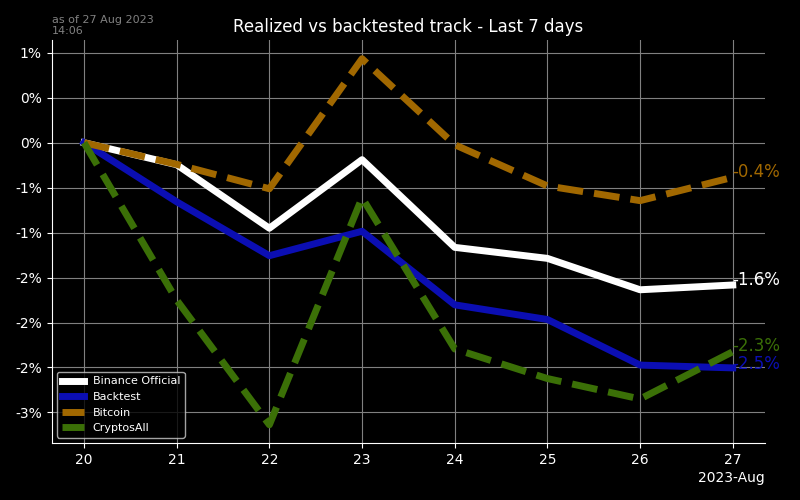 as of 27 Aug 2023
14:06
Realized vs backtested track - Last 7 days
1%
0%
0%
-1%
-1%
-2%
-2%
-2%
-3%
-0.4%
-1.6%
-2.3%
-2.5%
Binance Official
Backtest
Bitcoin
CryptosAll
20 21 22 23 24 25 26 27
2023-Aug